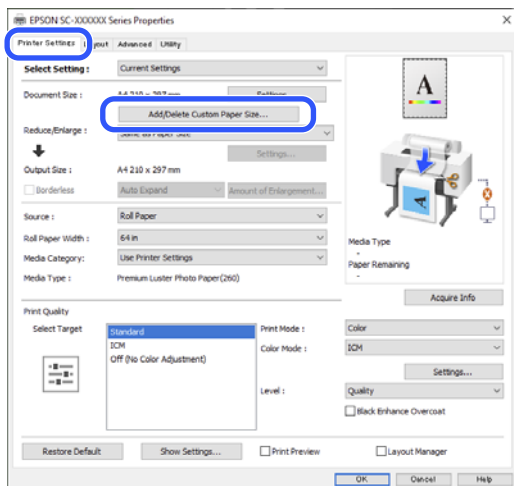 EPSON SC-XXXXXX Series Properties
Printer Settings Layout Advanced Utility
Select Setting : Current Settings
Document Size : A4 210 x 297 mm Settings...
Add/Delete Custom Paper Size...
Reduce/Enlarge : Same as Paper Size
Settings...
Output Size : A4 210 x 297 mm
Borderless Auto Expand Amount of Enlargement...
Source : Roll Paper
Roll Paper Width : 64 in
Media Category: Use Printer Settings
Media Type : Premium Luster Photo Paper(260)
A
Media Type
-
Paper Remaining
-
Acquire Info
Print Quality
Select Target
Standard
ICM
Off (No Color Adjustment)
Print Mode : Color
Color Mode : ICM
Settings...
Level : Quality
Black Enhance Overcoat
Restore Default Show Settings... Print Preview Layout Manager
OK Cancel Help